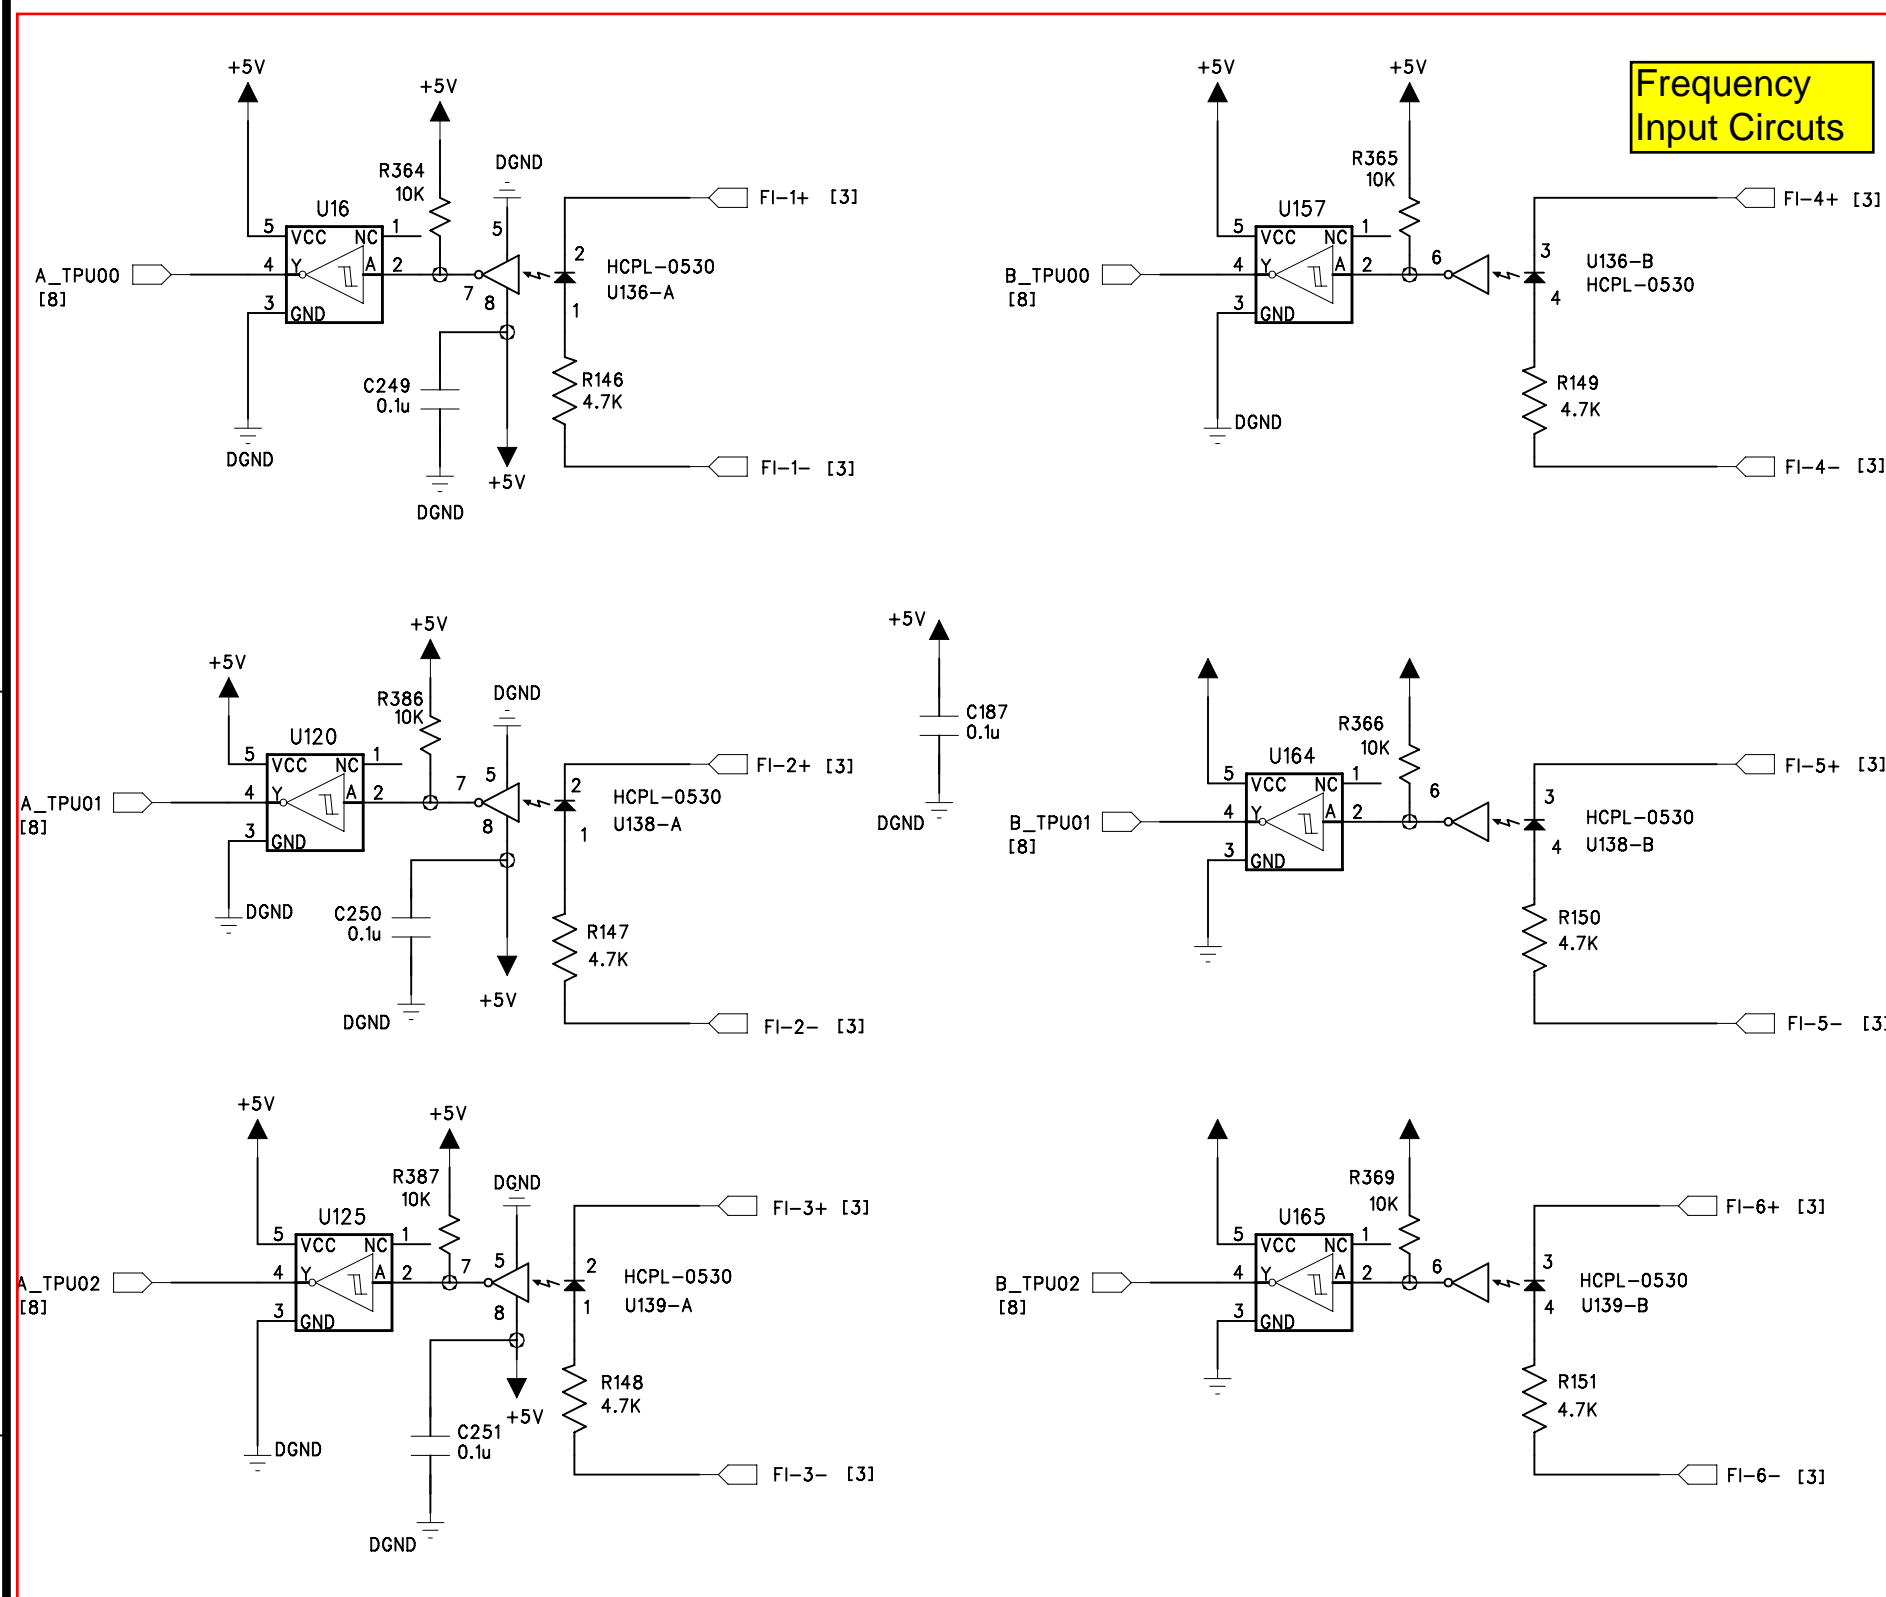 Frequency
Input Circuts
+5V
+5V
R364
10K
DGND
U16
5
VCC
NC
1
5
FI-1+ [3]
A_TPU00
[8]
4
Y
A
2
7
8
2
1
HCPL-0530
U136-A
3
GND
C249
0.1u
R146
4.7K
DGND
+5V
DGND
FI-1- [3]
+5V
+5V
R365
10K
U157
5
VCC
NC
1
FI-4+ [3]
B_TPU00
[8]
4
Y
A
2
6
3
4
U136-B
HCPL-0530
3
GND
R149
4.7K
DGND
FI-4- [3]
+5V
+5V
R386
10K
DGND
U120
5
VCC
NC
1
5
FI-2+ [3]
A_TPU01
[8]
4
Y
A
2
7
8
2
1
HCPL-0530
U138-A
3
GND
DGND
C250
0.1u
R147
4.7K
+5V
DGND
FI-2- [3]
+5V
C187
0.1u
DGND
R366
10K
U164
5
VCC
NC
1
FI-5+ [3]
B_TPU01
[8]
4
Y
A
2
6
3
4
HCPL-0530
U138-B
3
GND
R150
4.7K
FI-5- [3]
+5V
+5V
R387
10K
DGND
U125
5
VCC
NC
1
5
FI-3+ [3]
A_TPU02
[8]
4
Y
A
2
7
8
2
1
HCPL-0530
U139-A
3
GND
R148
4.7K
+5V
C251
0.1u
DGND
DGND
FI-3- [3]
R369
10K
U165
5
VCC
NC
1
FI-6+ [3]
B_TPU02
[8]
4
Y
A
2
6
3
4
HCPL-0530
U139-B
3
GND
R151
4.7K
FI-6- [3]